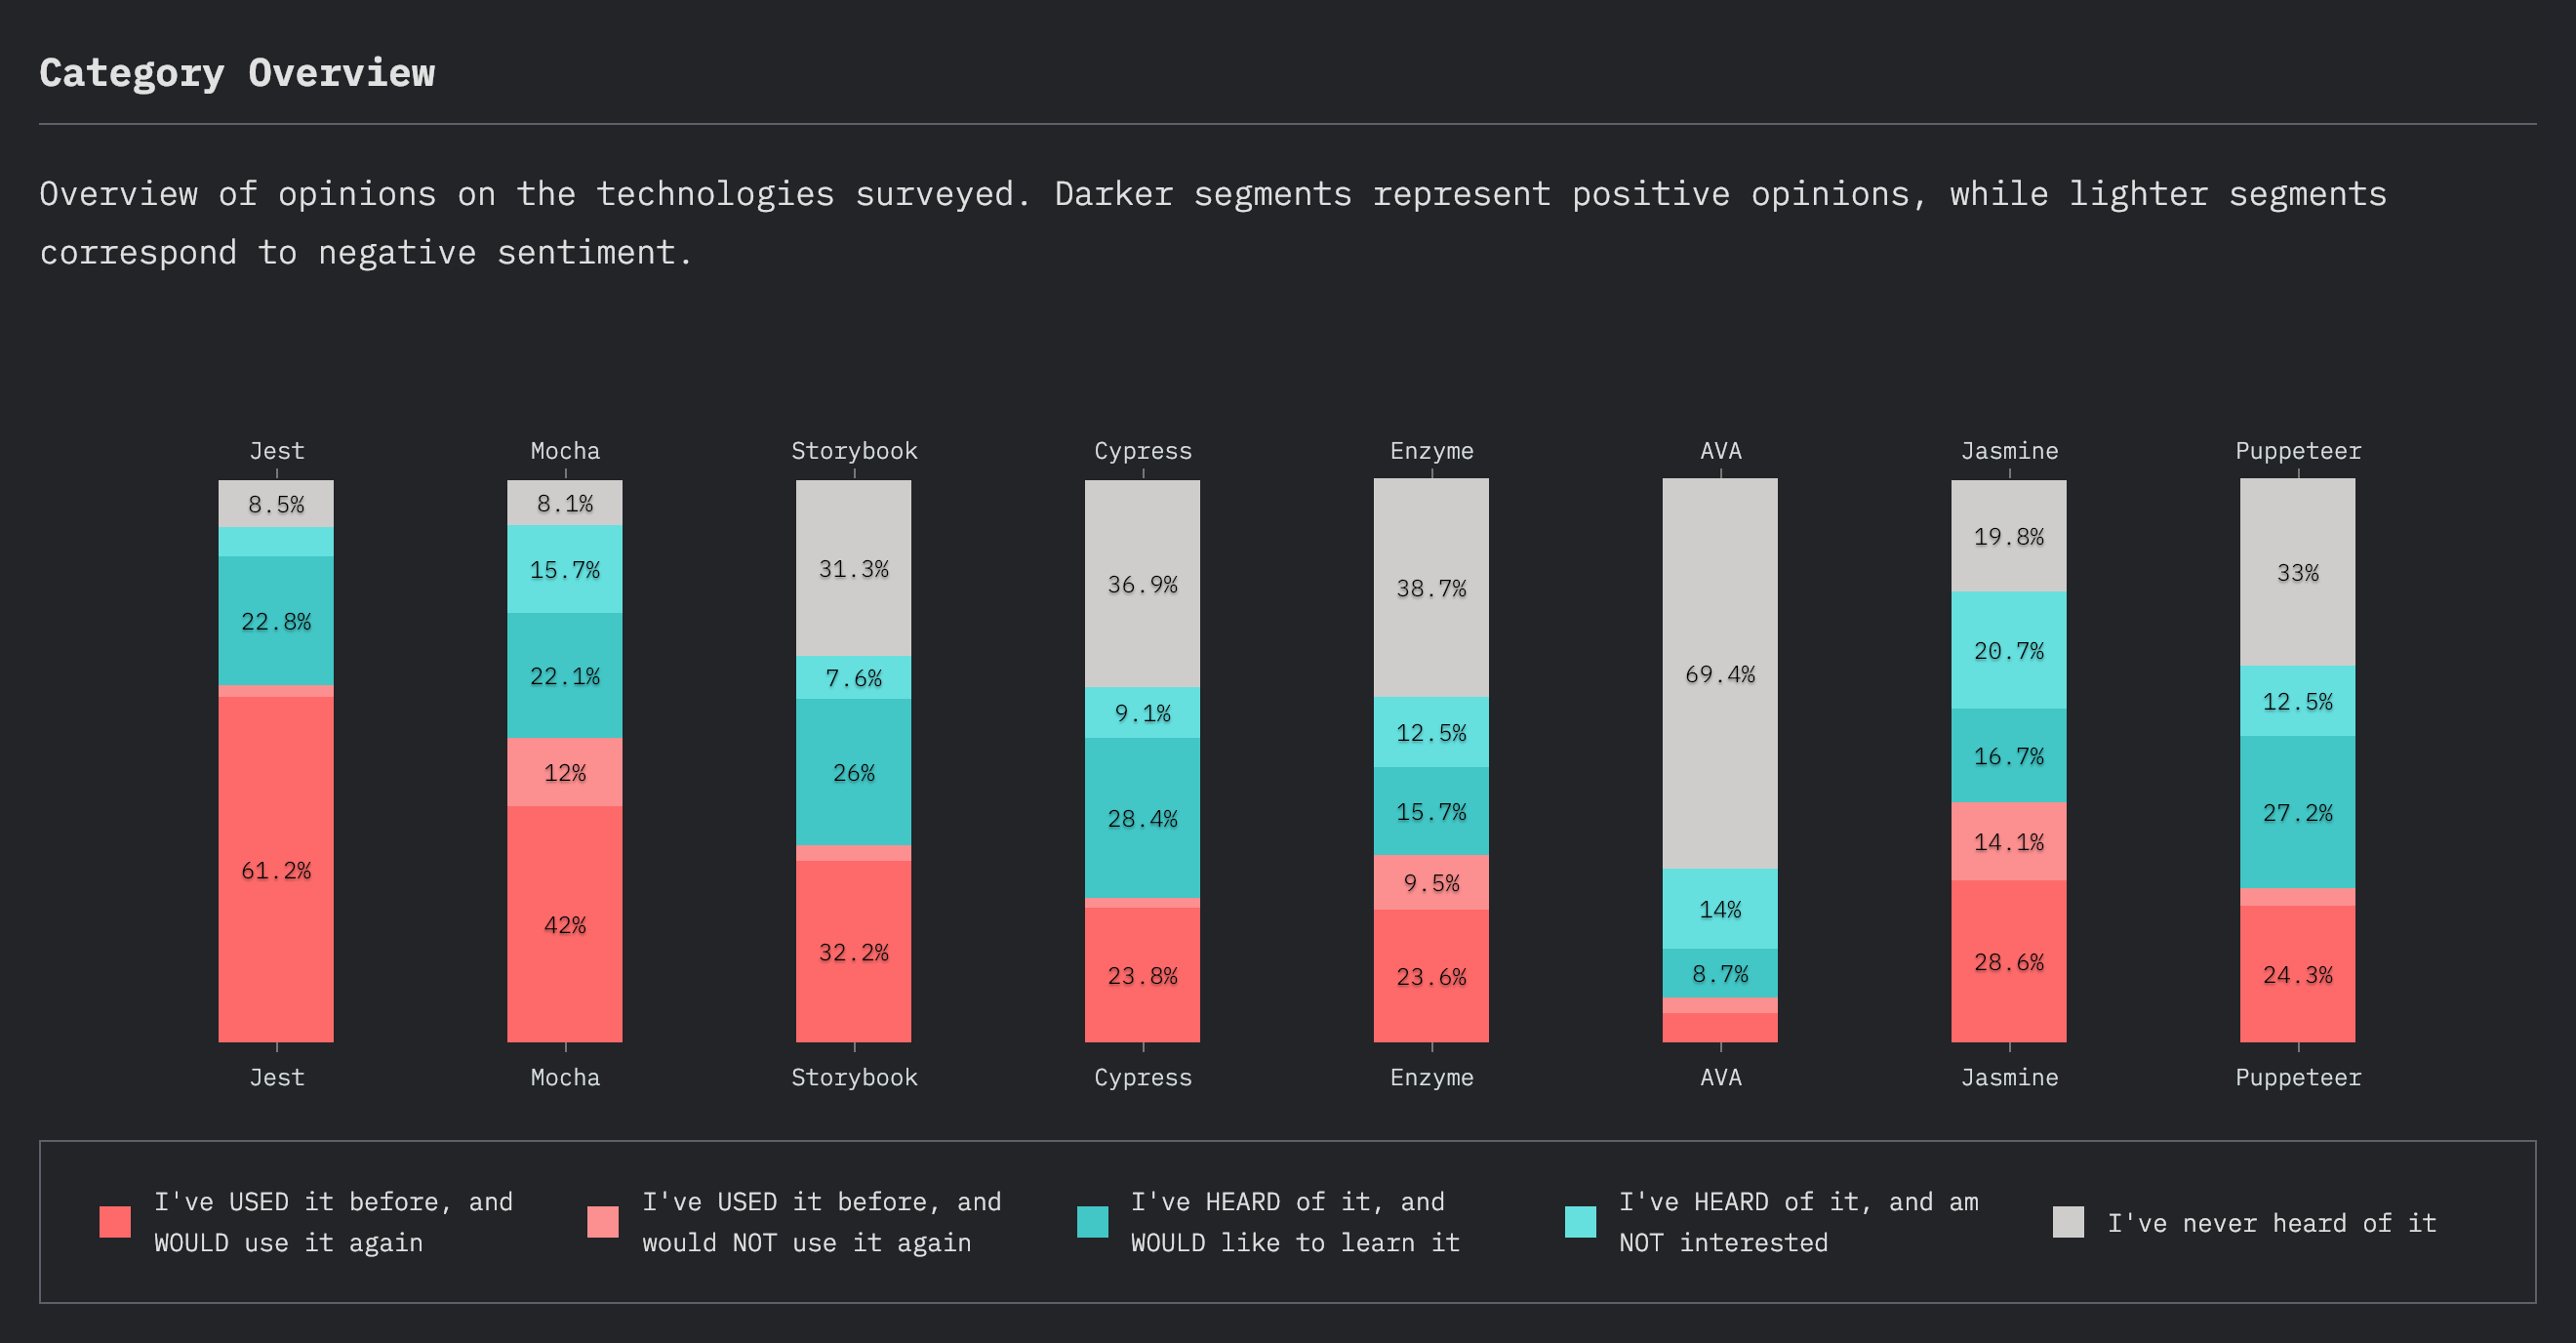 Category Overview
Overview of opinions on the technologies surveyed. Darker segments represent positive opinions, while lighter segments
correspond to negative sentiment.
Jest Mocha Storybook Cypress Enzyme AVA Jasmine Puppeteer
8.5%
22.8%
61.2%
8.1%
15.7%
22.1%
12%
42%
31.3%
7.6%
26%
32.2%
36.9%
9.1%
28.4%
23.8%
38.7%
12.5%
15.7%
9.5%
23.6%
69.4%
14%
8.7%
19.8%
20.7%
16.7%
14.1%
28.6%
33%
12.5%
27.2%
24.3%
Jest Mocha Storybook Cypress Enzyme AVA Jasmine Puppeteer
I've USED it before, and
WOULD use it again
I've USED it before, and
would NOT use it again
I've HEARD of it, and
WOULD like to learn it
I've HEARD of it, and am
NOT interested
I've never heard of it